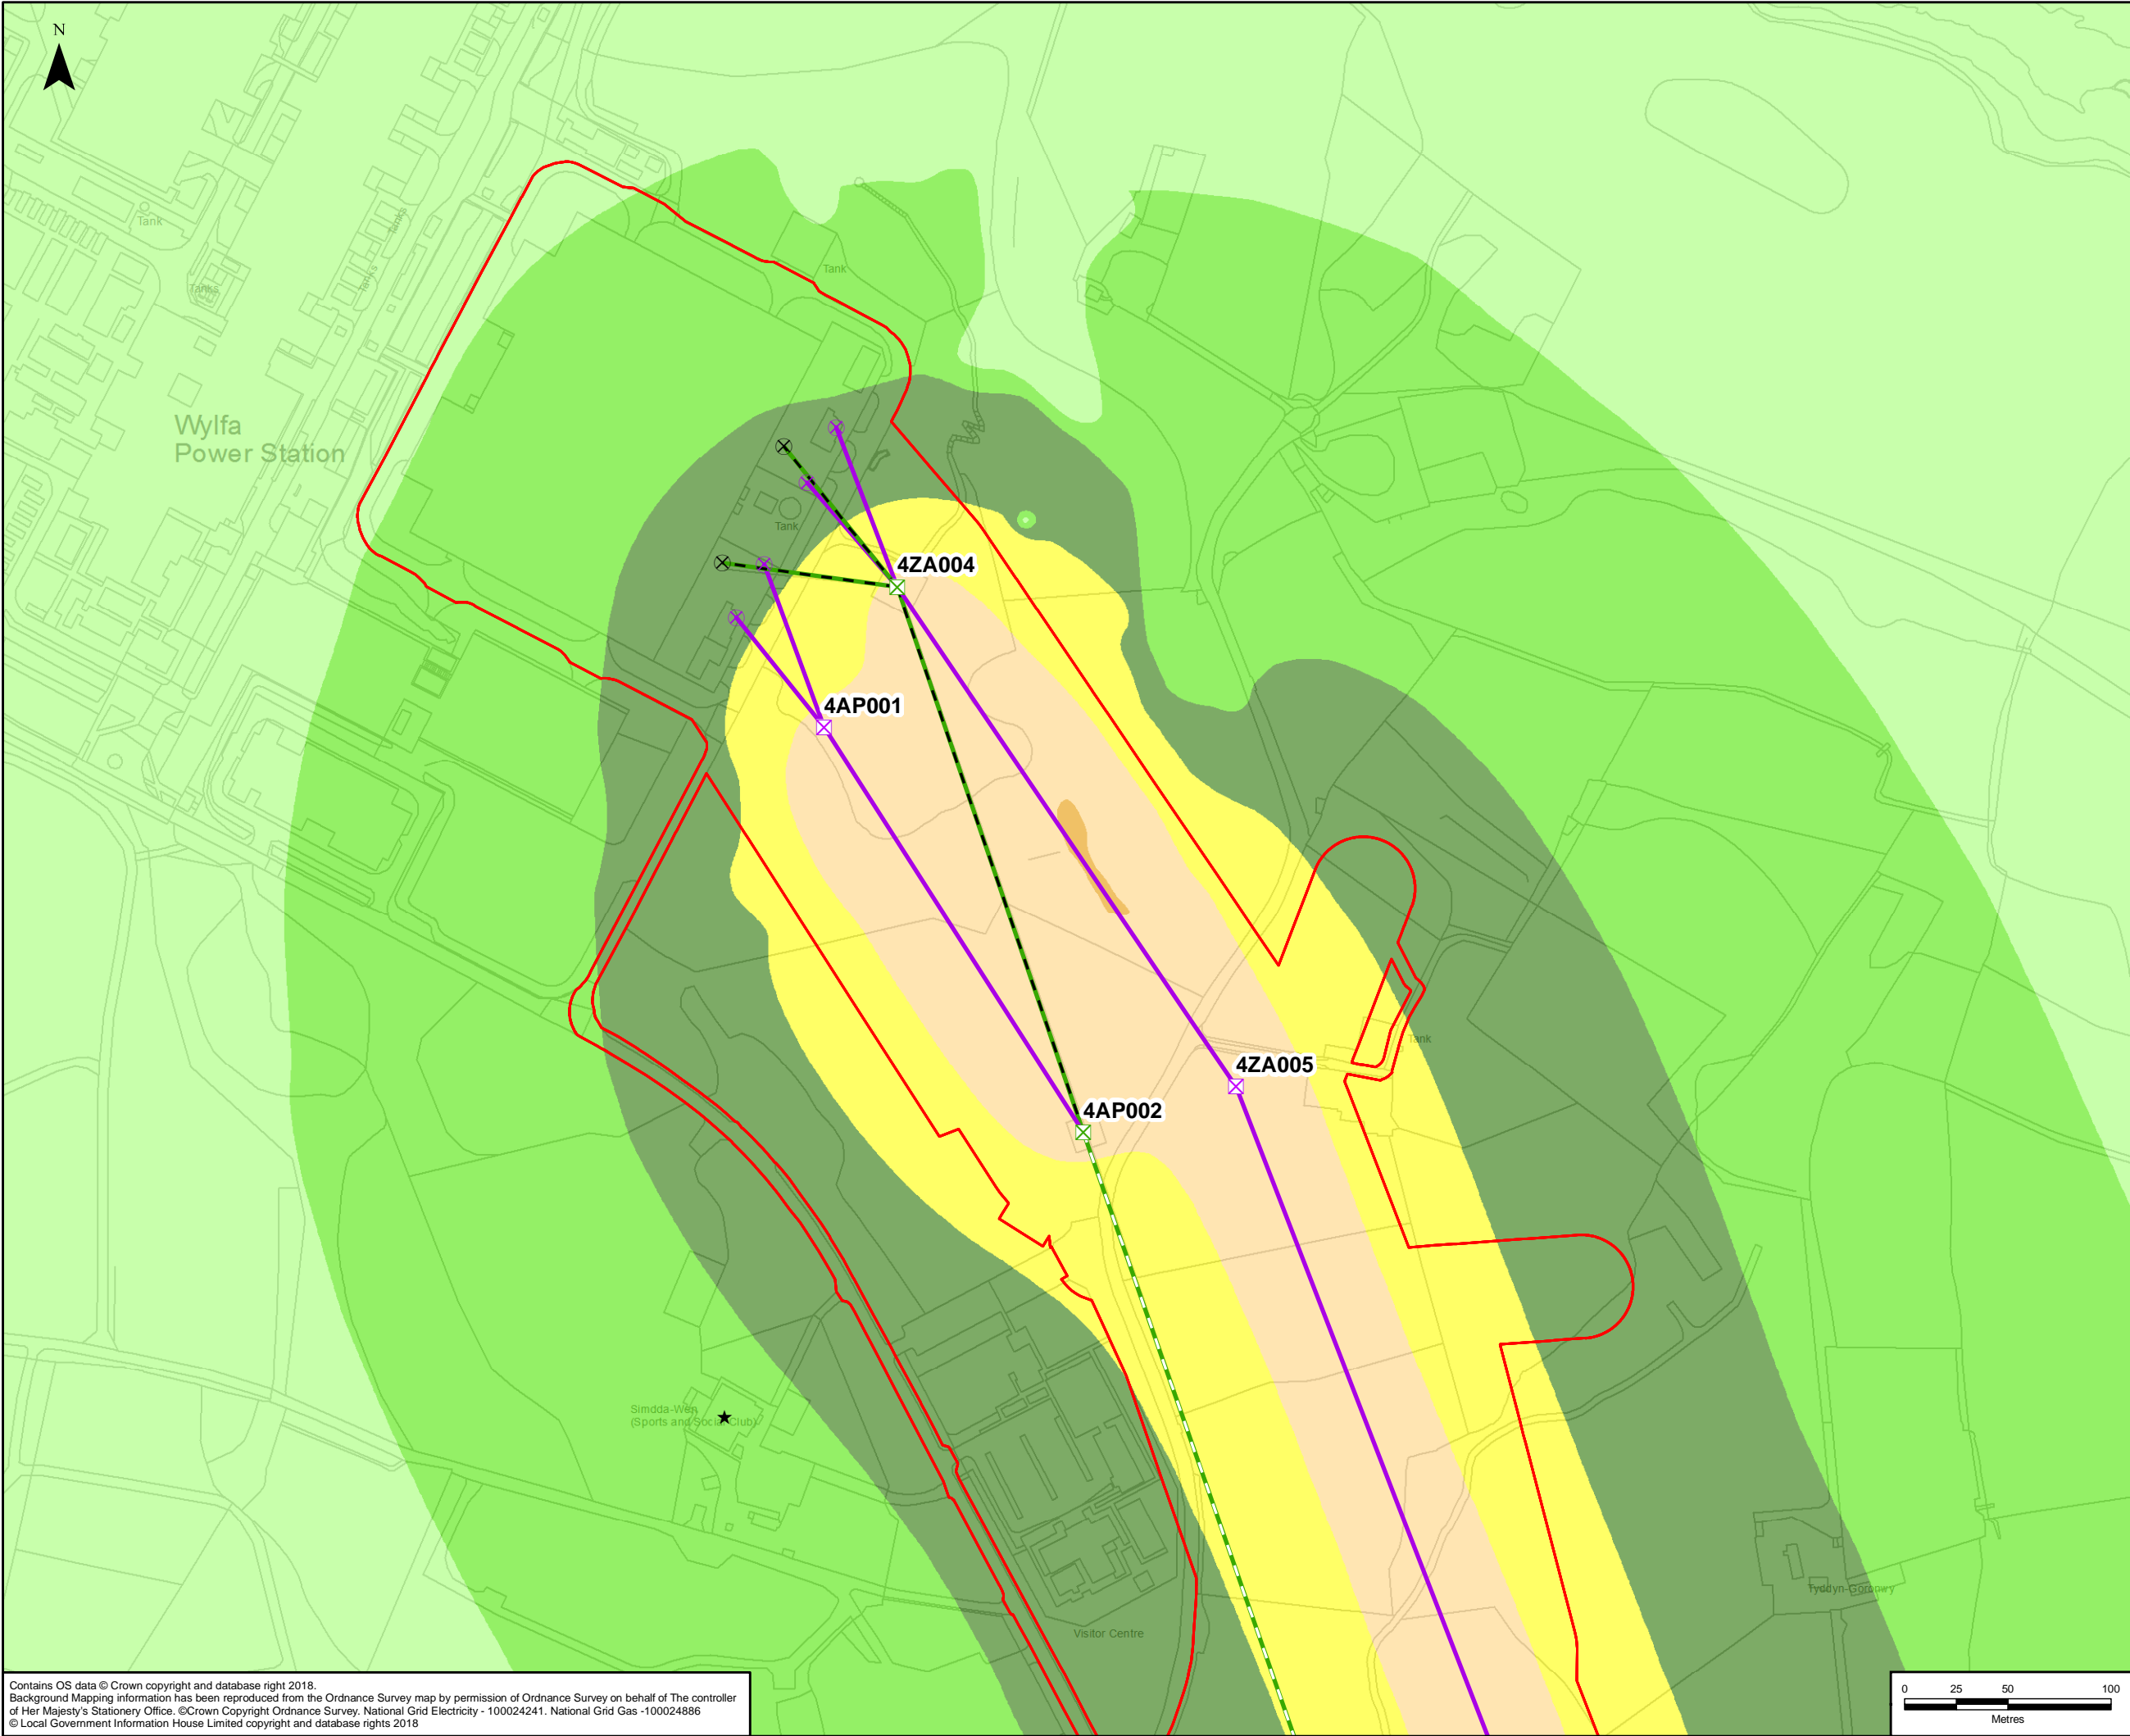 N
Tank
Tanks
Tanks
Tanks
Tank
Wylfa
Power Station
Tank
4ZA004
4AP001
Tank
4ZA005
4AP002
Simdda-Wen
(Sports and Social Club)
Tyddyn-Goronwy
Visitor Centre
Contains OS data © Crown copyright and database right 2018.
Background Mapping information has been reproduced from the Ordnance Survey map by permission of Ordnance Survey on behalf of The controller
of Her Majesty's Stationery Office. ©Crown Copyright Ordnance Survey. National Grid Electricity - 100024241. National Grid Gas -100024886
© Local Government Information House Limited copyright and database rights 2018
0 25 50 100
Metres